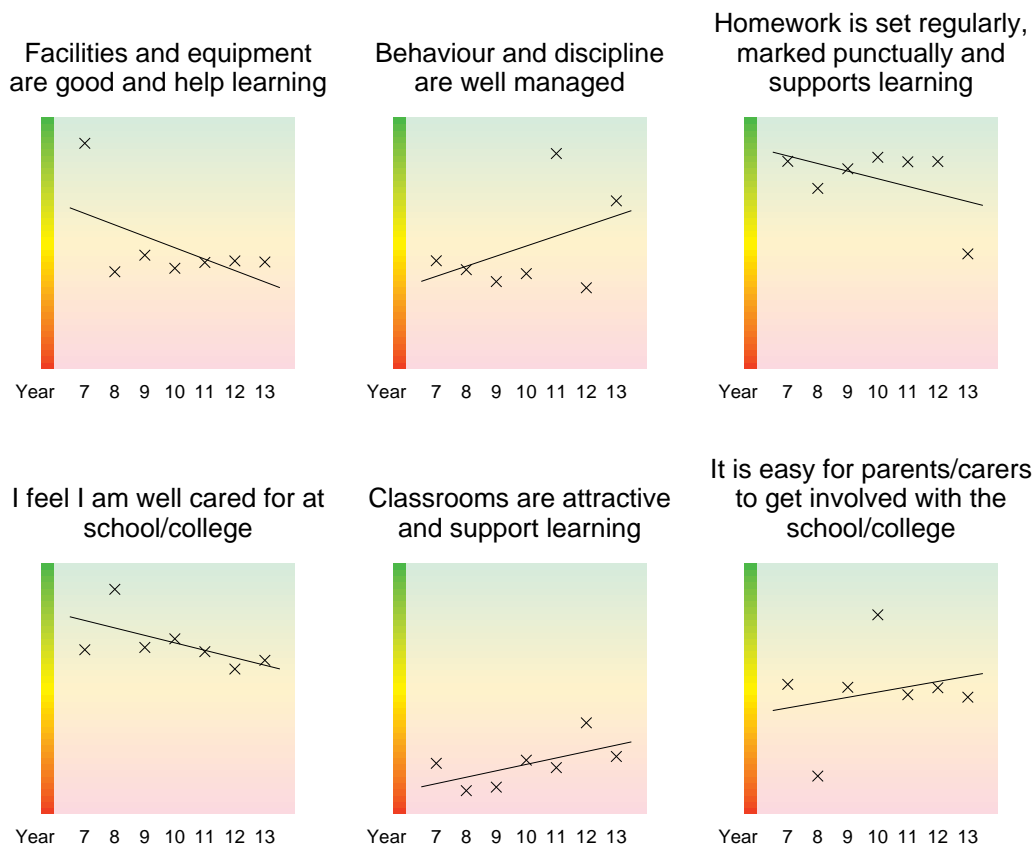 Facilities and equipment
are good and help learning
Year 7 8 9 10 11 12 13
Behaviour and discipline
are well managed
Year 7 8 9 10 11 12 13
Homework is set regularly,
marked punctually and
supports learning
Year 7 8 9 10 11 12 13
I feel I am well cared for at
school/college
Year 7 8 9 10 11 12 13
Classrooms are attractive
and support learning
Year 7 8 9 10 11 12 13
It is easy for parents/carers
to get involved with the
school/college
Year 7 8 9 10 11 12 13